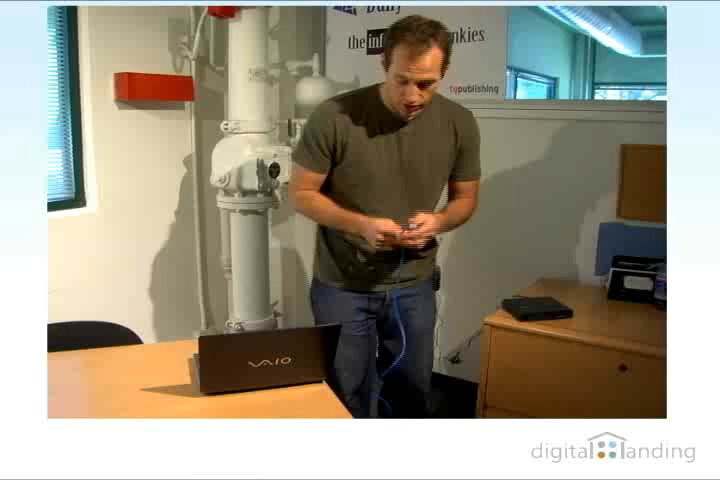 Daily
the inf nkies
typublishing
VAIO
digital landing